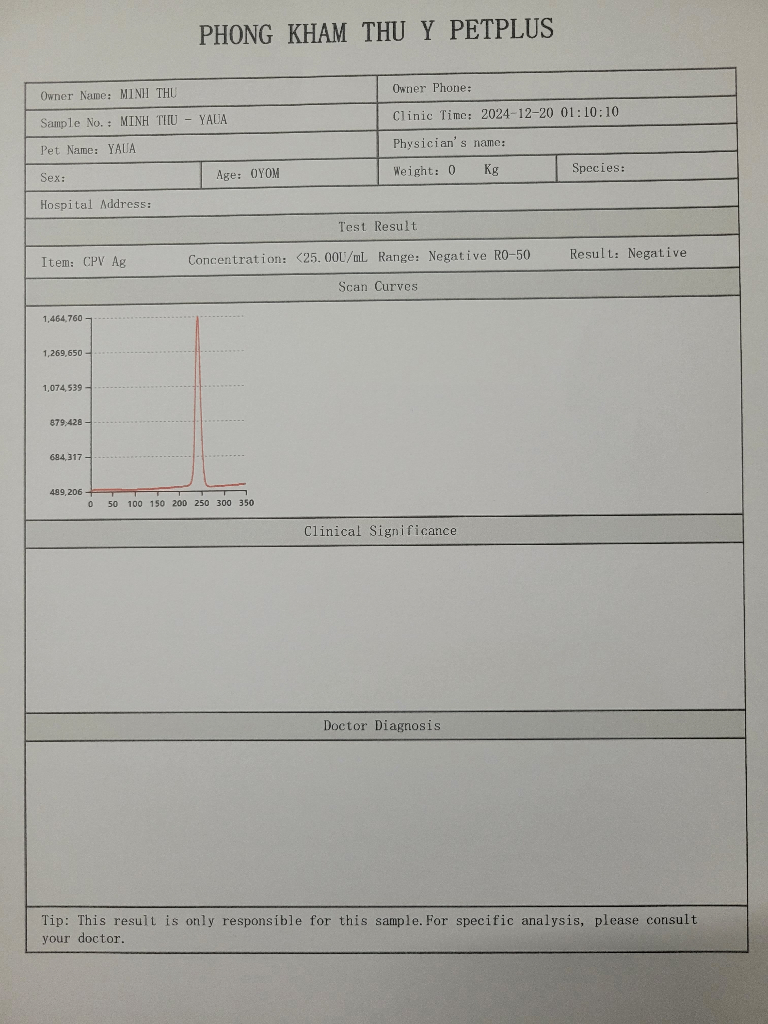 PHONG KHAM THU Y PETPLUS
Owner Name: MINH THU
Owner Phone:
Sample No.: MINH THU - YAUA
Clinic Time: 2024-12-20 01:10:10
Pet Name: YAUA
Physician's name:
Sex:
Age: 0Y0M
Weight: 0 Kg
Species:
Hospital Address:
Test Result
Item: CPV Ag Concentration: <25.00U/mL Range: Negative R0-50 Result: Negative
Scan Curves
1,464,760
1,269,650
1,074,539
879,428
684,317
489,206
0 50 100 150 200 250 300 350
Clinical Significance
Doctor Diagnosis
Tip: This result is only responsible for this sample.For specific analysis, please consult
your doctor.